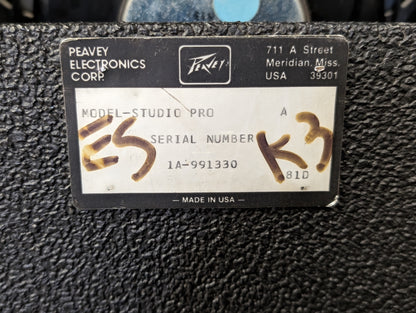 PEAVEY
ELECTRONICS
CORP.
PEAVEY
711 A Street
Meridian, Miss.
USA 39301
MODEL-STUDIO PRO A
SERIAL NUMBER
1A-991330
81D
ES
K3
— MADE IN USA —